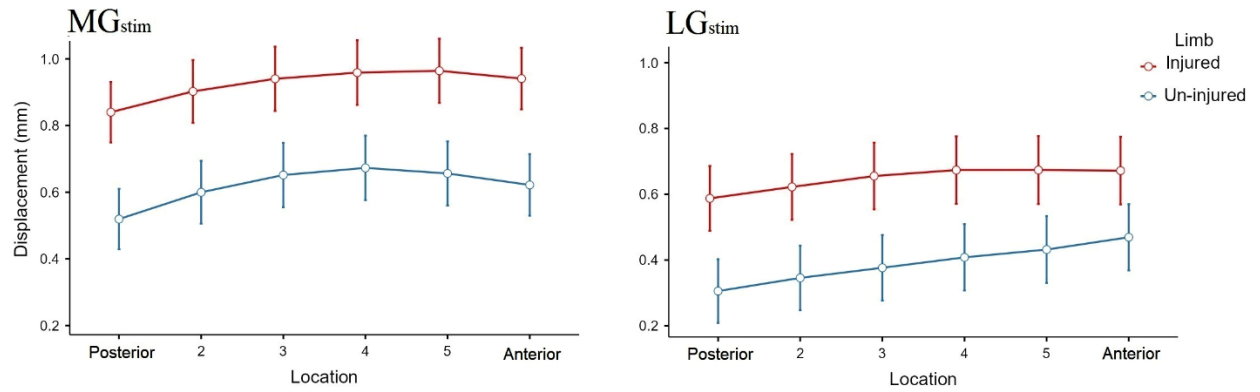 MGstim
Displacement (mm)
1.0
0.8
0.6
0.4
0.2
Posterior 2 3 4 5 Anterior
Location
LGstim
1.0
0.8
0.6
0.4
0.2
Posterior 2 3 4 5 Anterior
Location
Limb
Injured
Un-injured